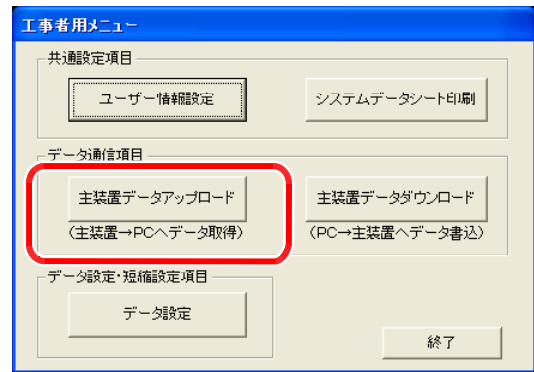 工事者用メニュー
共通設定項目
ユーザー情報設定
システムデータシート印刷
データ通信項目
主装置データアップロード
主装置データダウンロード
(主装置→PCへデータ取得)
(PC→主装置へデータ書込)
データ設定・短縮設定項目
データ設定
終了